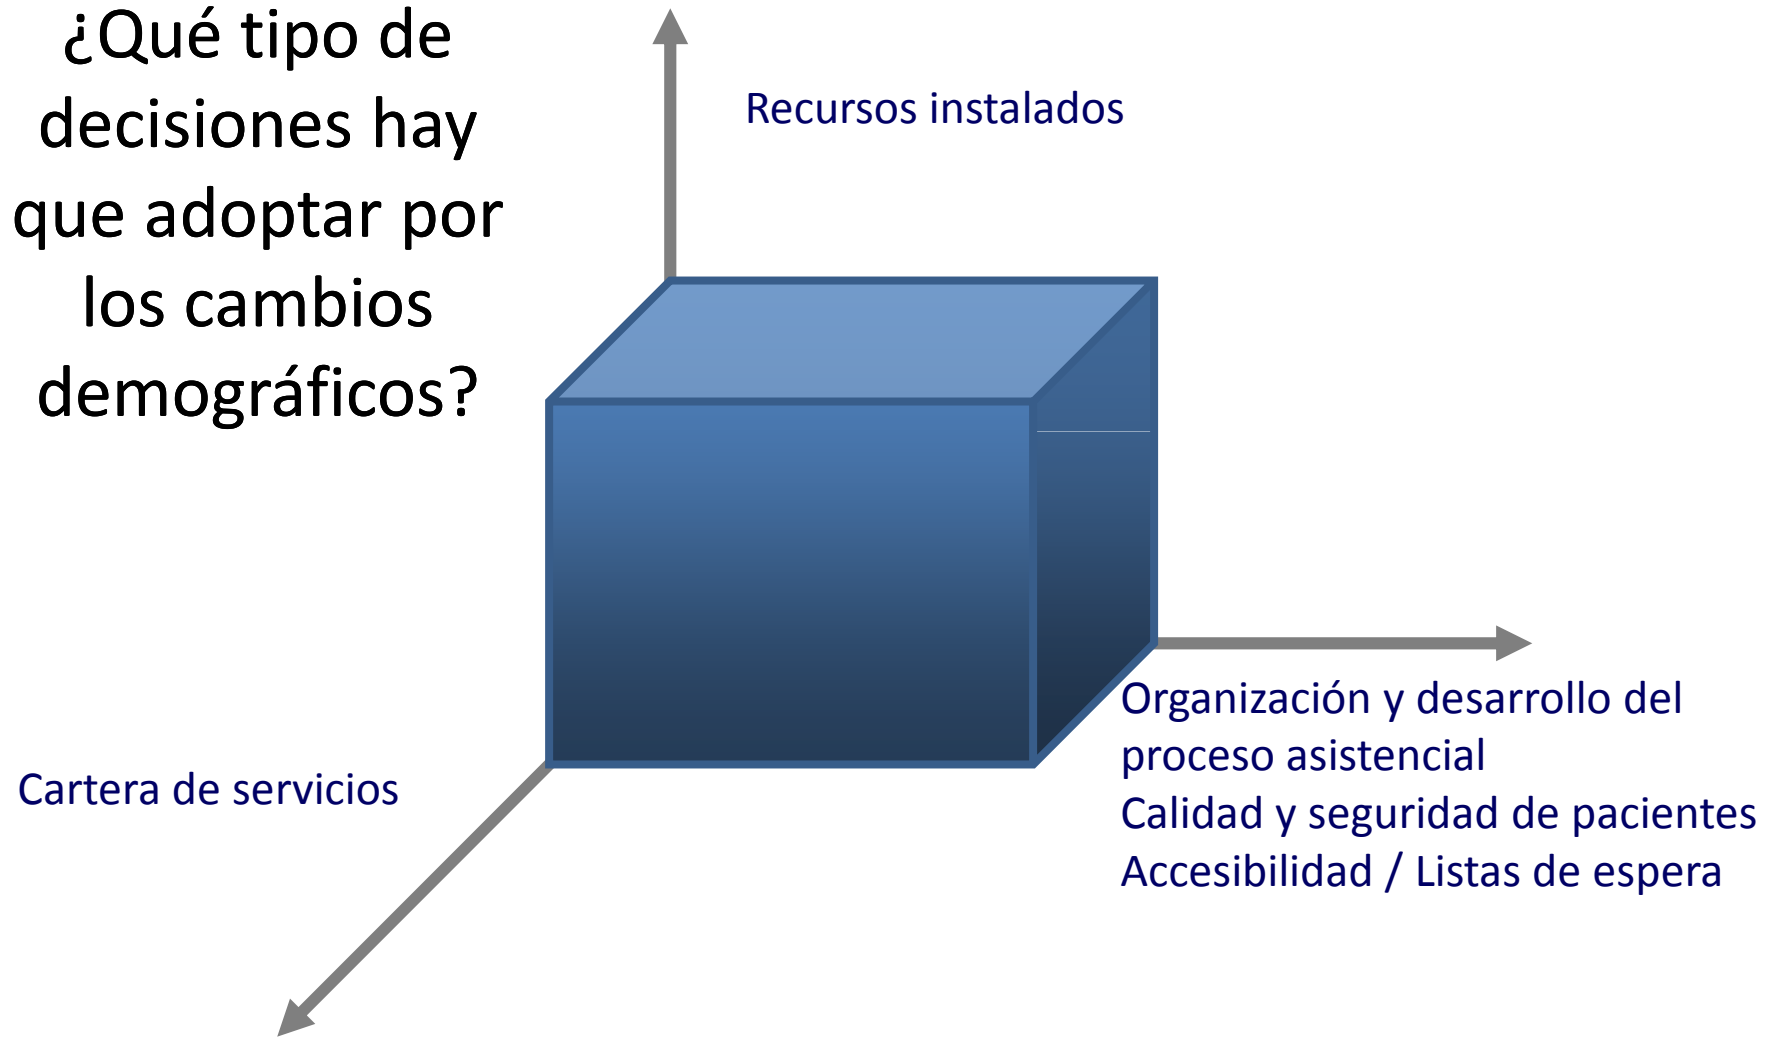 ¿Qué tipo de
decisiones hay
que adoptar por
los cambios
demográficos?
Recursos instalados
Organización y desarrollo del
proceso asistencial
Calidad y seguridad de pacientes
Accesibilidad / Listas de espera
Cartera de servicios